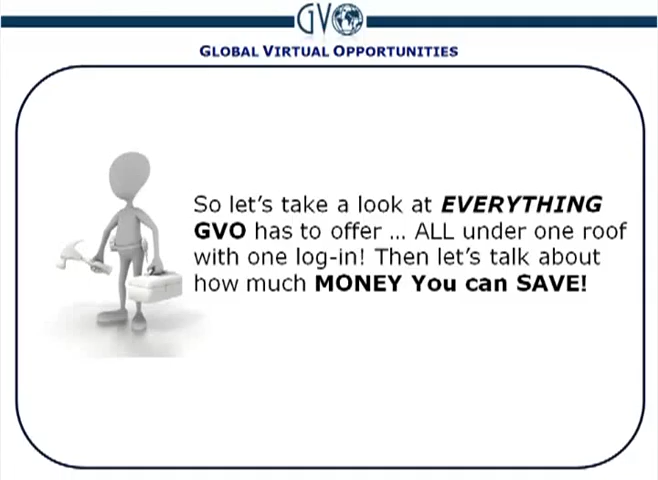 GVO
GLOBAL VIRTUAL OPPORTUNITIES
So let's take a look at EVERYTHING
GVO has to offer ... ALL under one roof
with one log-in! Then let's talk about
how much MONEY You can SAVE!